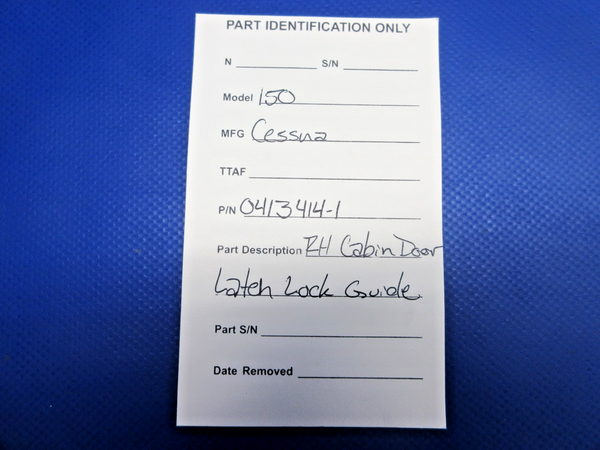 PART IDENTIFICATION ONLY
N S/N
Model 150
MFG Cessna
TTAF
P/N 0413414-1
Part Description RH Cabin Door
Latch Lock Guide
Part S/N
Date Removed